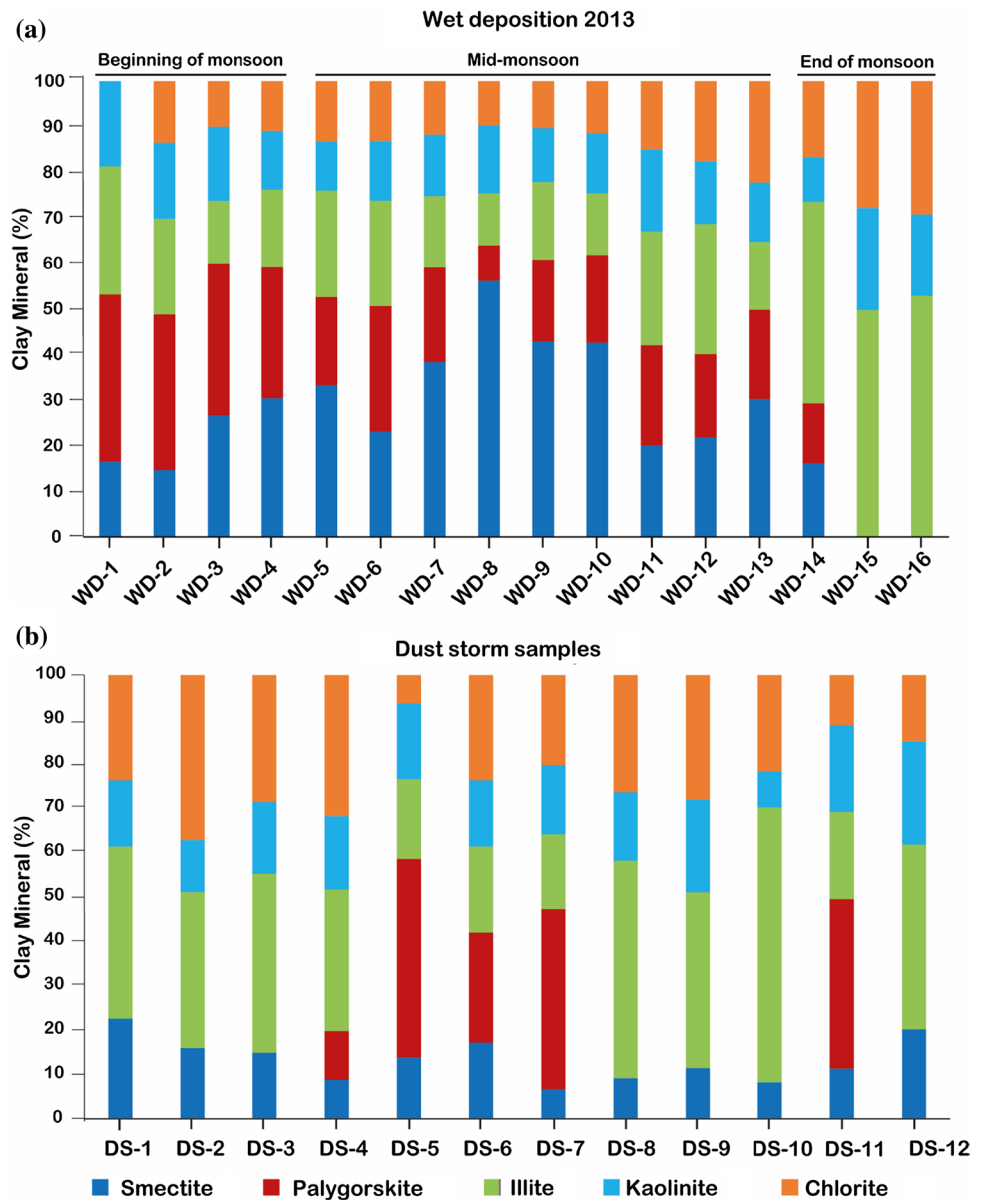 (a)
Wet deposition 2013
Beginning of monsoon Mid-monsoon End of monsoon
Clay Mineral (%)
100
90
80
70
60
50
40
30
20
10
0
WD-1 WD-2 WD-3 WD-4 WD-5 WD-6 WD-7 WD-8 WD-9 WD-10 WD-11 WD-12 WD-13 WD-14 WD-15 WD-16
(b)
Dust storm samples
Clay Mineral (%)
100
90
80
70
60
50
40
30
20
10
0
DS-1 DS-2 DS-3 DS-4 DS-5 DS-6 DS-7 DS-8 DS-9 DS-10 DS-11 DS-12
Smectite Palygorskite Illite Kaolinite Chlorite